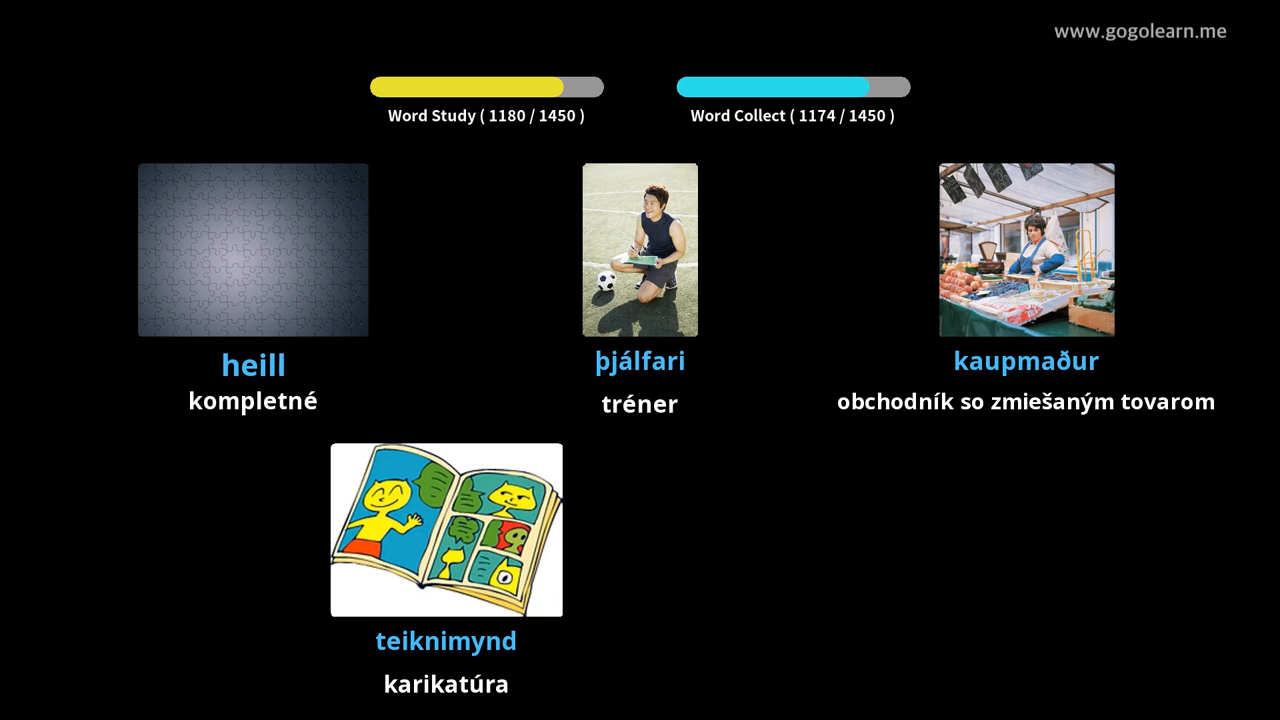 www.gogolearn.me
Word Study ( 1180 / 1450 )
Word Collect ( 1174 / 1450 )
heill
kompletné
þjálfari
tréner
kaupmaður
obchodník so zmiešaným tovarom
teiknimynd
karikatúra